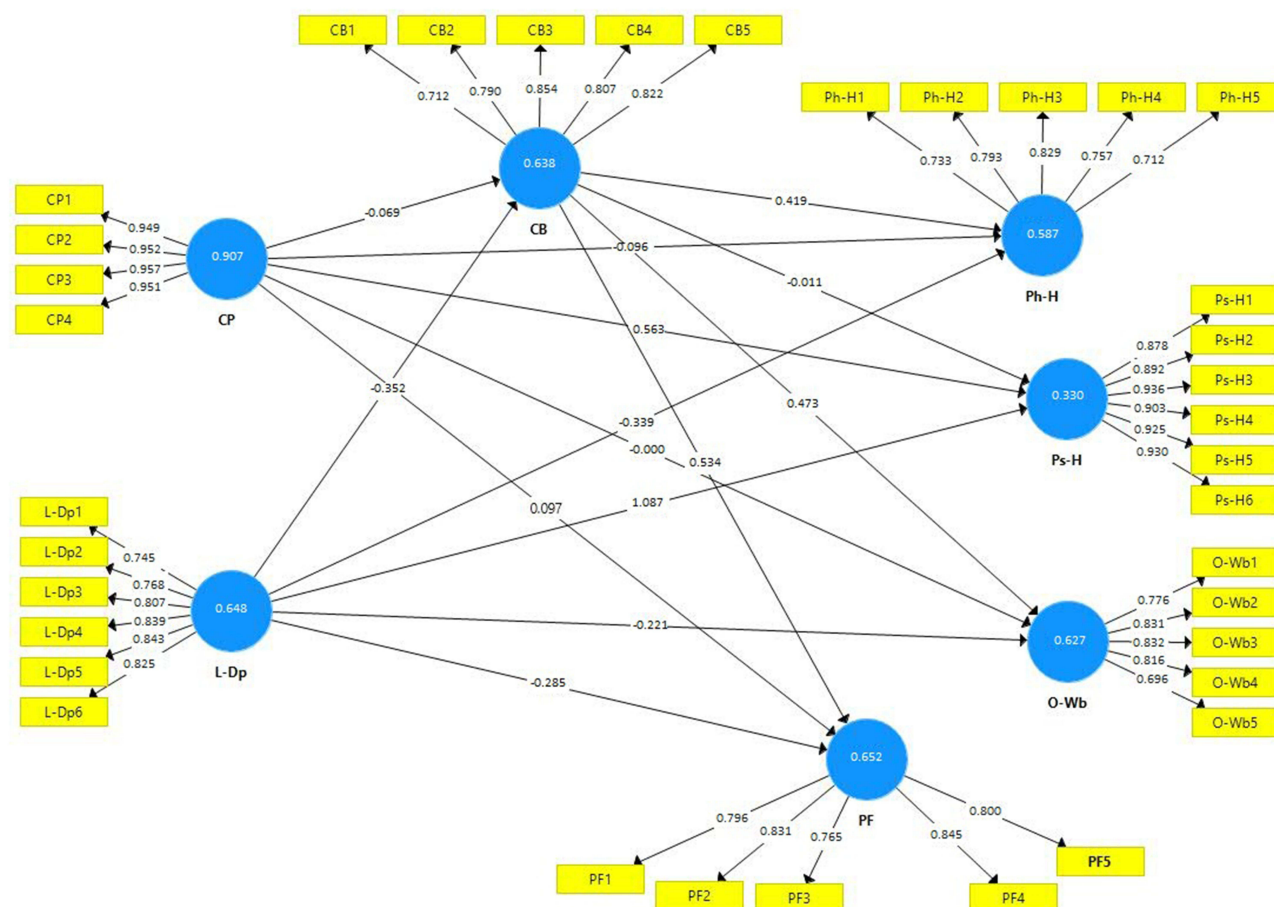 CB1
CB2
CB3
CB4
CB5
0.712
0.790
0.854
0.807
0.822
0.638
CB
Ph-H1
Ph-H2
Ph-H3
Ph-H4
Ph-H5
0.733
0.793
0.829
0.757
0.712
0.587
Ph-H
CP1
CP2
CP3
CP4
0.949
0.952
0.957
0.951
0.907
CP
-0.069
0.419
-0.096
-0.011
0.563
-0.352
-0.339
0.473
-0.000
0.534
1.087
0.097
-0.221
-0.285
Ps-H1
Ps-H2
Ps-H3
Ps-H4
Ps-H5
Ps-H6
0.878
0.892
0.936
0.903
0.925
0.930
0.330
Ps-H
L-Dp1
L-Dp2
L-Dp3
L-Dp4
L-Dp5
L-Dp6
0.745
0.768
0.807
0.839
0.843
0.825
0.648
L-Dp
O-Wb1
O-Wb2
O-Wb3
O-Wb4
O-Wb5
0.776
0.831
0.832
0.816
0.696
0.627
O-Wb
0.652
PF
0.796
0.831
0.765
0.845
0.800
PF1
PF2
PF3
PF4
PF5